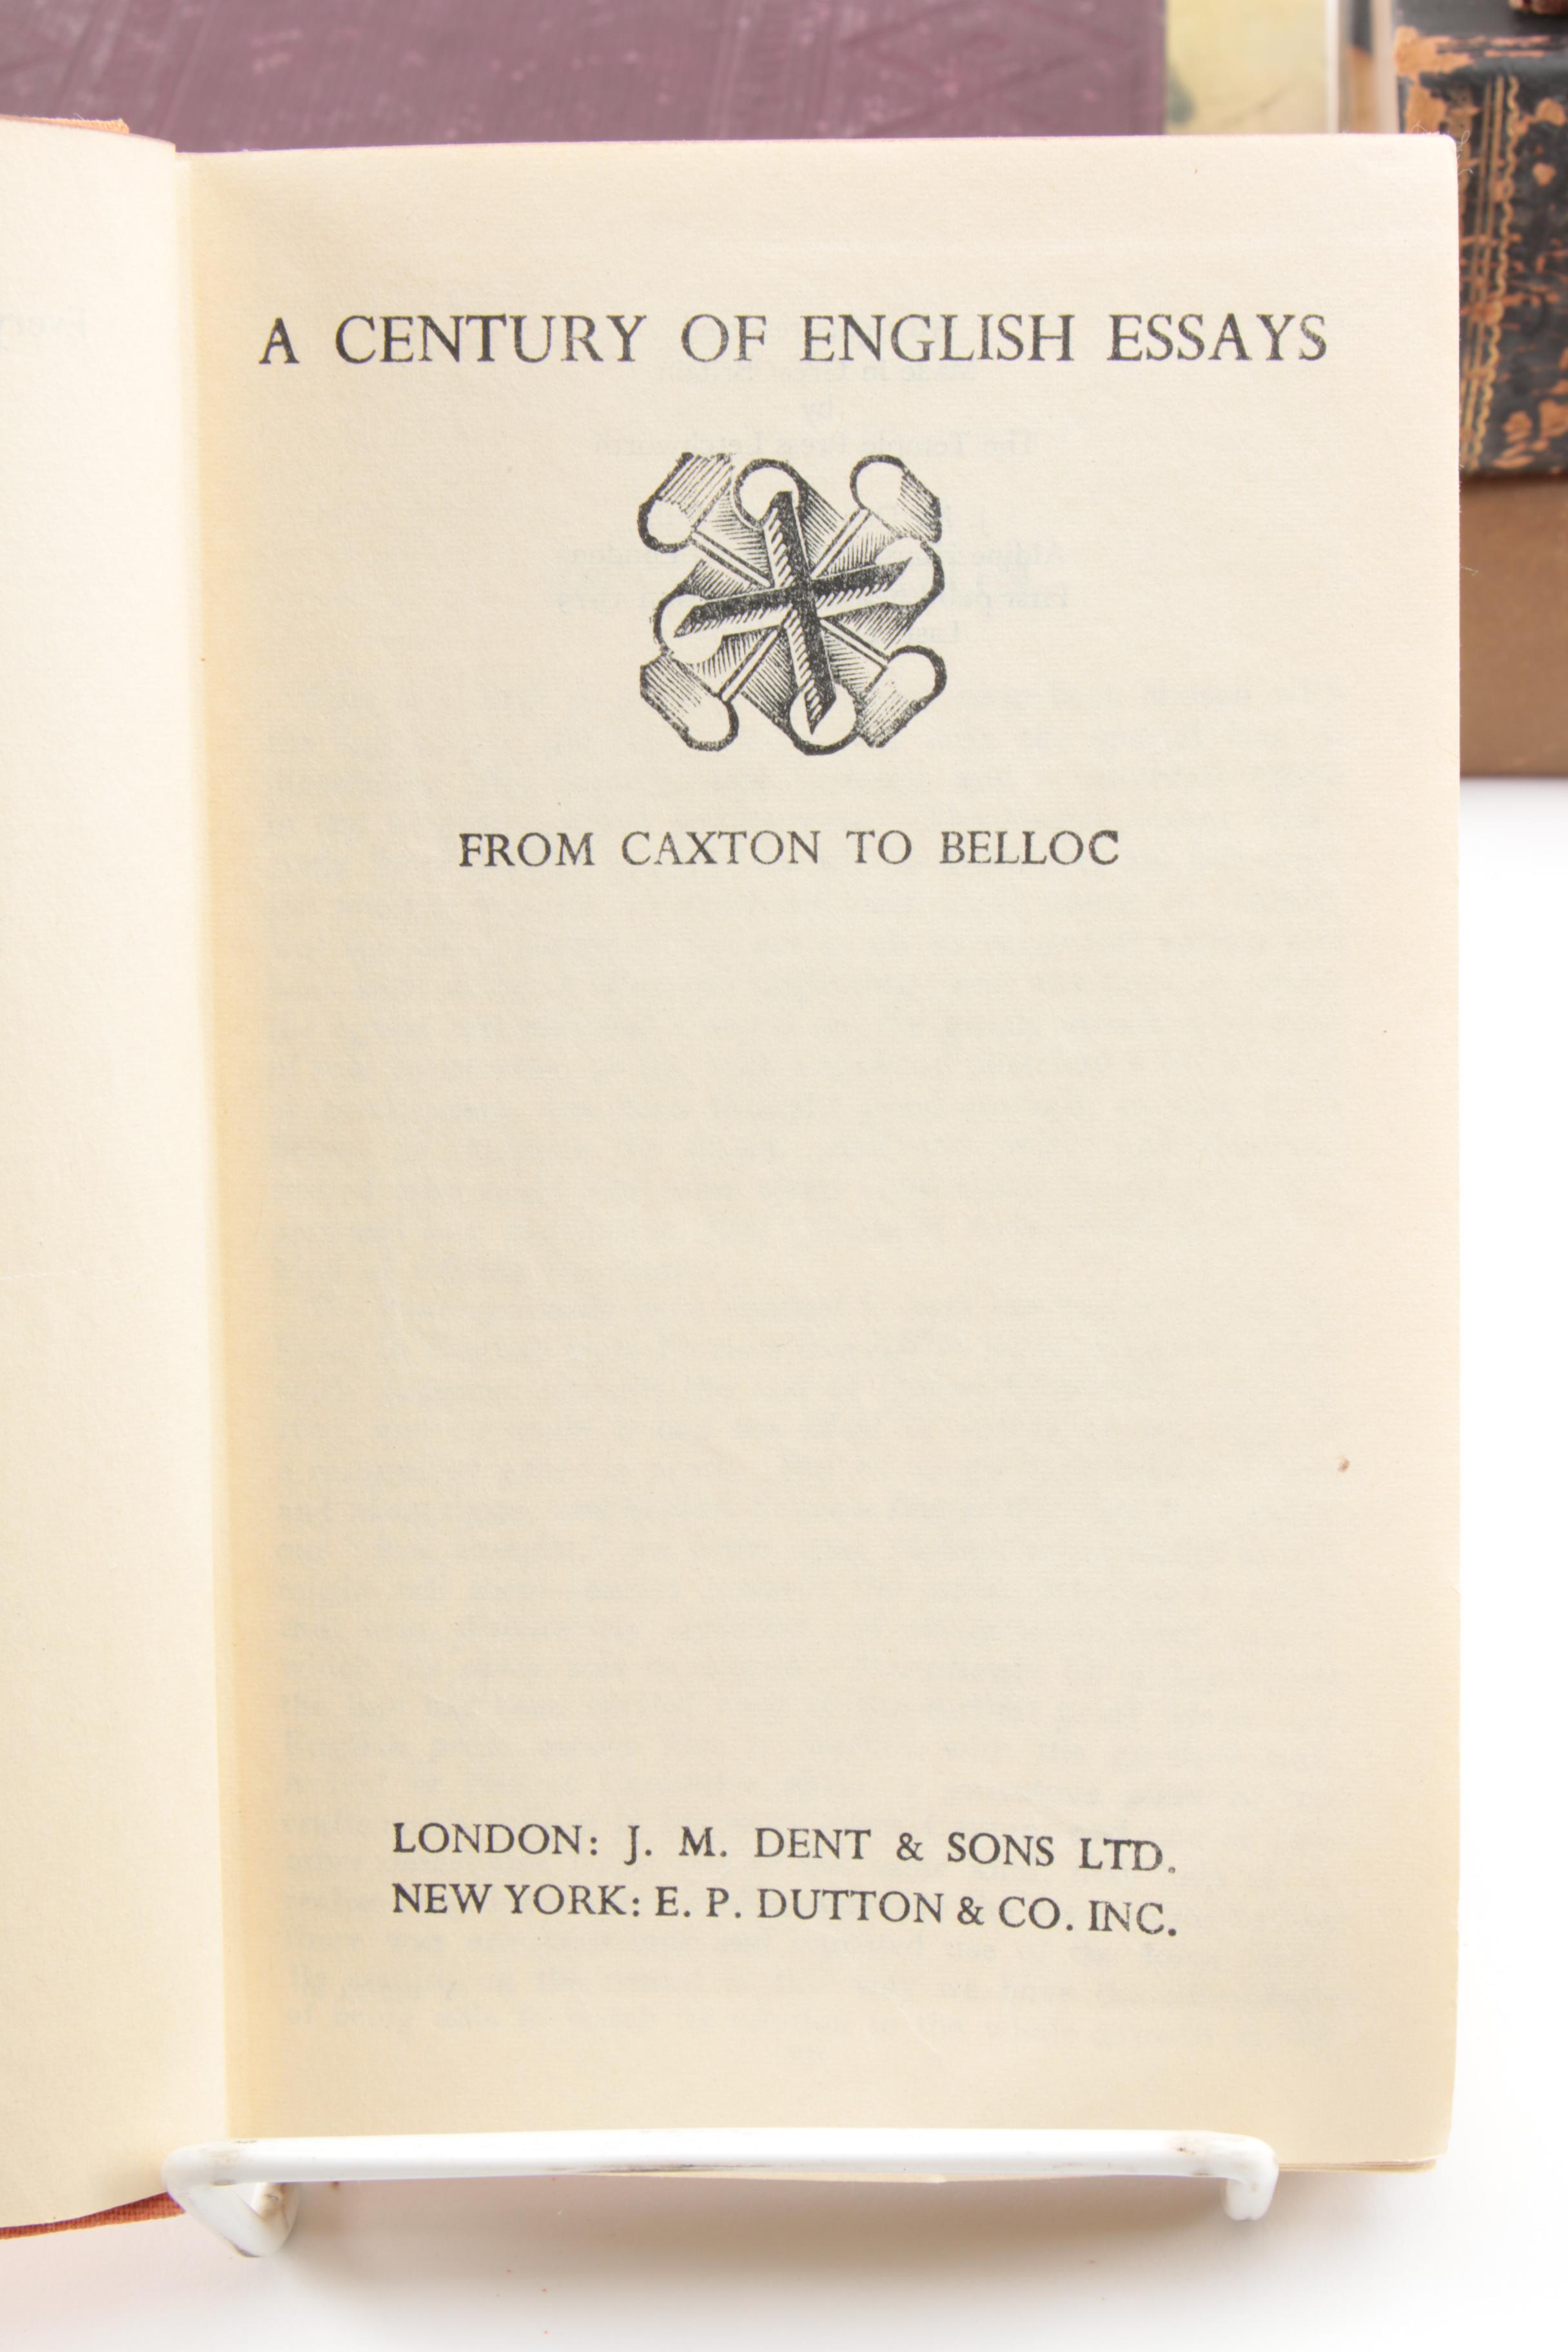 A CENTURY OF ENGLISH ESSAYS
FROM CAXTON TO BELLOC
LONDON: J. M. DENT & SONS LTD.
NEW YORK: E. P. DUTTON & CO. INC.